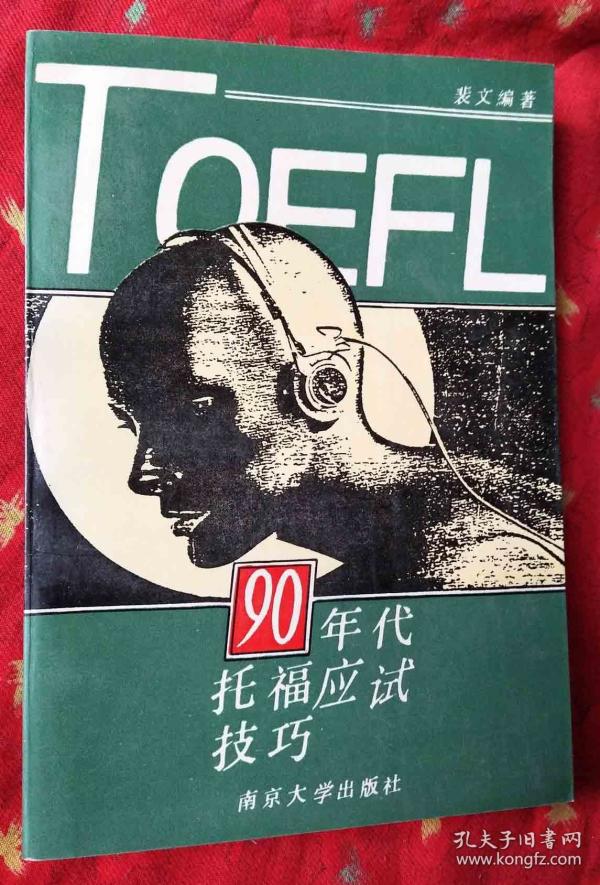 裴文编著
TOEFL
90年代
托福应试
技巧
南京大学出版社
孔夫子旧书网
www.kongfz.com